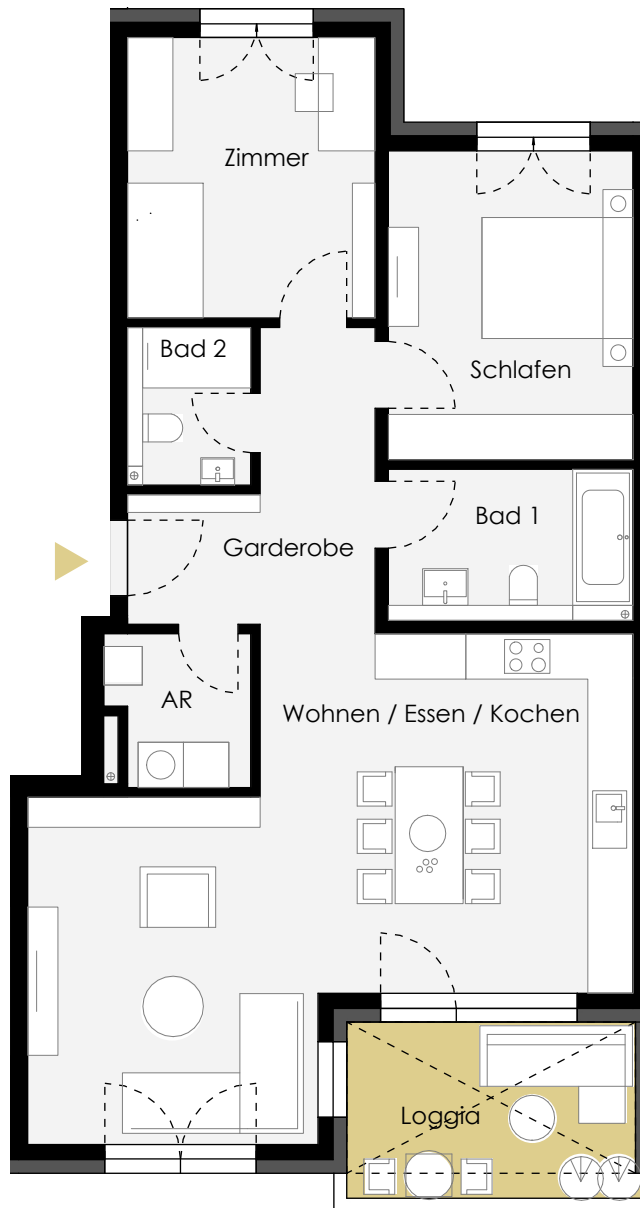 Zimmer
Bad 2
Schlafen
Bad 1
Garderobe
AR
Wohnen / Essen / Kochen
Loggia